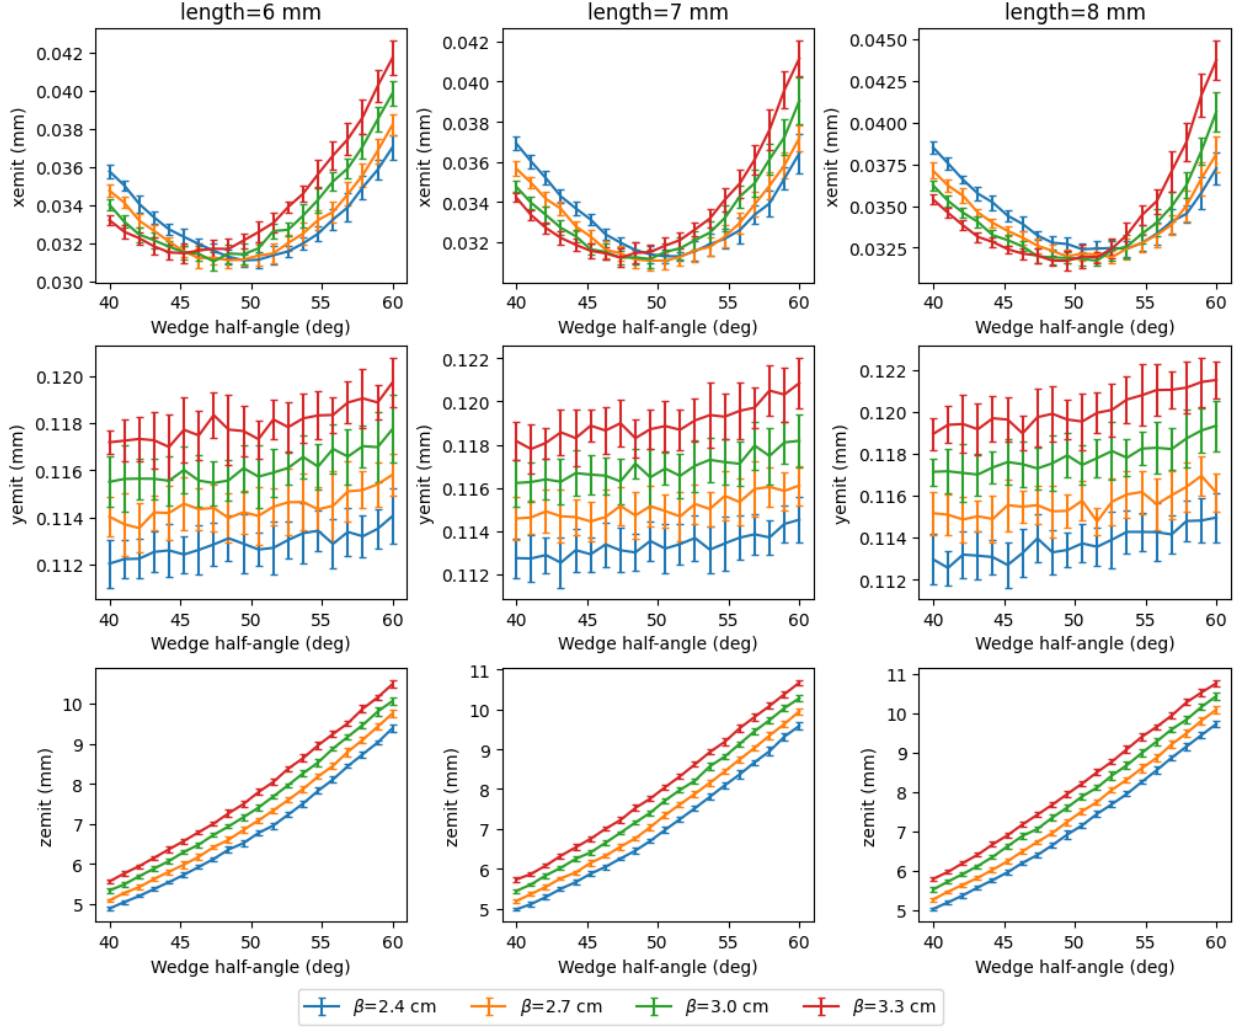 length=6 mm
length=7 mm
length=8 mm
xemit (mm)
0.042
0.040
0.038
0.036
0.034
0.032
0.030
40 45 50 55 60
Wedge half-angle (deg)
xemit (mm)
0.042
0.040
0.038
0.036
0.034
0.032
40 45 50 55 60
Wedge half-angle (deg)
xemit (mm)
0.0450
0.0425
0.0400
0.0375
0.0350
0.0325
40 45 50 55 60
Wedge half-angle (deg)
yemit (mm)
0.120
0.118
0.116
0.114
0.112
40 45 50 55 60
Wedge half-angle (deg)
yemit (mm)
0.122
0.120
0.118
0.116
0.114
0.112
40 45 50 55 60
Wedge half-angle (deg)
yemit (mm)
0.122
0.120
0.118
0.116
0.114
0.112
40 45 50 55 60
Wedge half-angle (deg)
zemit (mm)
10
9
8
7
6
5
40 45 50 55 60
Wedge half-angle (deg)
zemit (mm)
11
10
9
8
7
6
5
40 45 50 55 60
Wedge half-angle (deg)
zemit (mm)
11
10
9
8
7
6
5
40 45 50 55 60
Wedge half-angle (deg)
β=2.4 cm β=2.7 cm β=3.0 cm β=3.3 cm